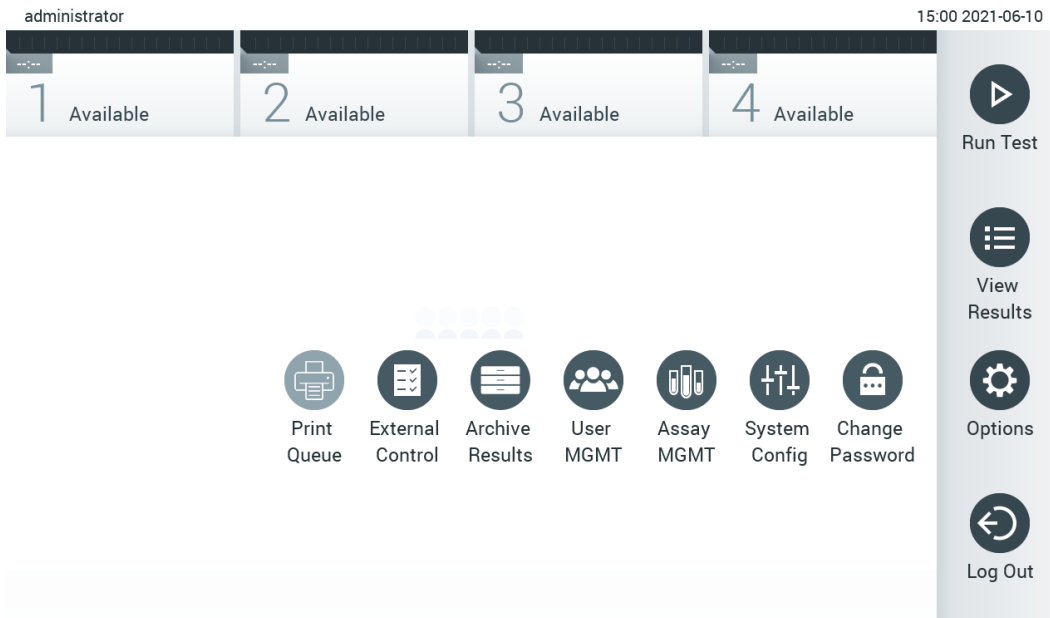 administrator 15:00 2021-06-10
--:-- --:-- --:-- --:--
1 Available 2 Available 3 Available 4 Available
Run Test
View
Results
Print External Archive User Assay System Change
Queue Control Results MGMT MGMT Config Password
Options
Log Out